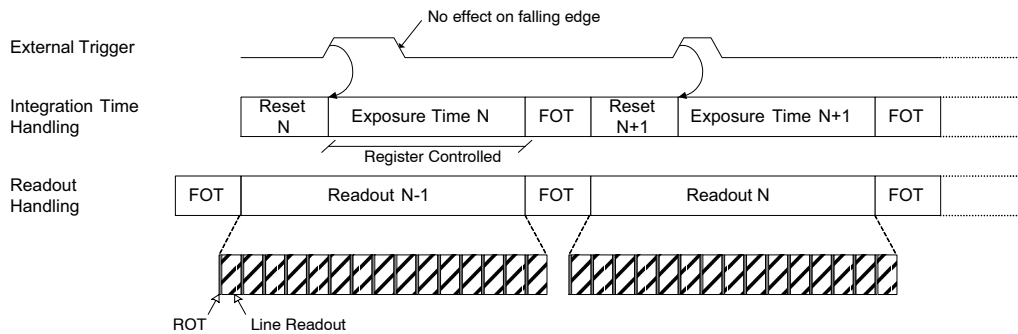 No effect on falling edge
External Trigger
Integration Time
Handling
Reset
N
Exposure Time N
FOT
Reset
N+1
Exposure Time N+1
FOT
Register Controlled
Readout
Handling
FOT
Readout N-1
FOT
Readout N
FOT
ROT
Line Readout